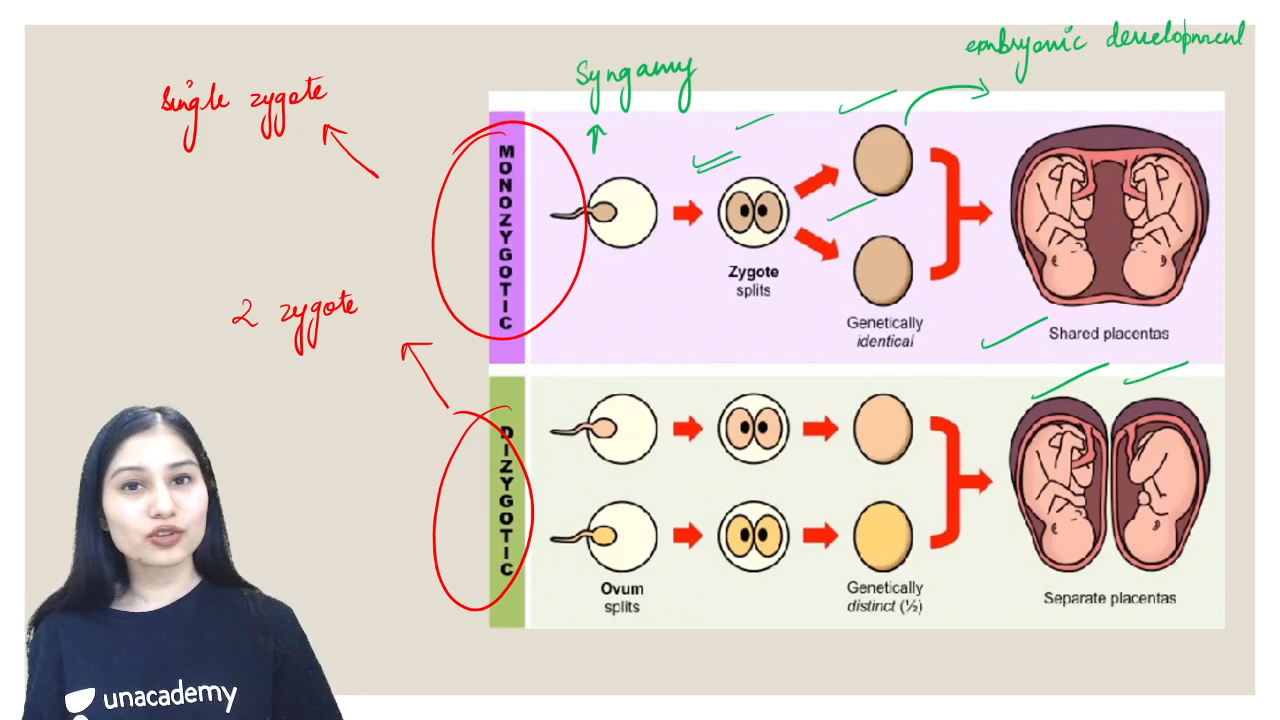 embryonic development
Syngamy
Single zygote
MONOZYGOTIC
Zygote
splits
Genetically
identical
Shared placentas
2 zygote
DIZYGOTIC
Ovum
splits
Genetically
distinct (½)
Separate placentas
unacademy